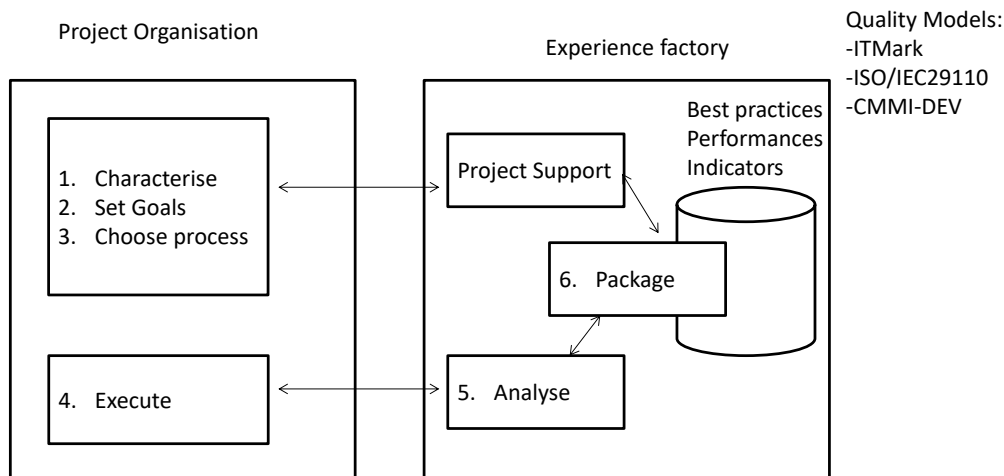 Project Organisation
Experience factory
Quality Models:
-ITMark
-ISO/IEC29110
-CMMI-DEV
1. Characterise
2. Set Goals
3. Choose process
Project Support
Best practices
Performances
Indicators
6. Package
4. Execute
5. Analyse